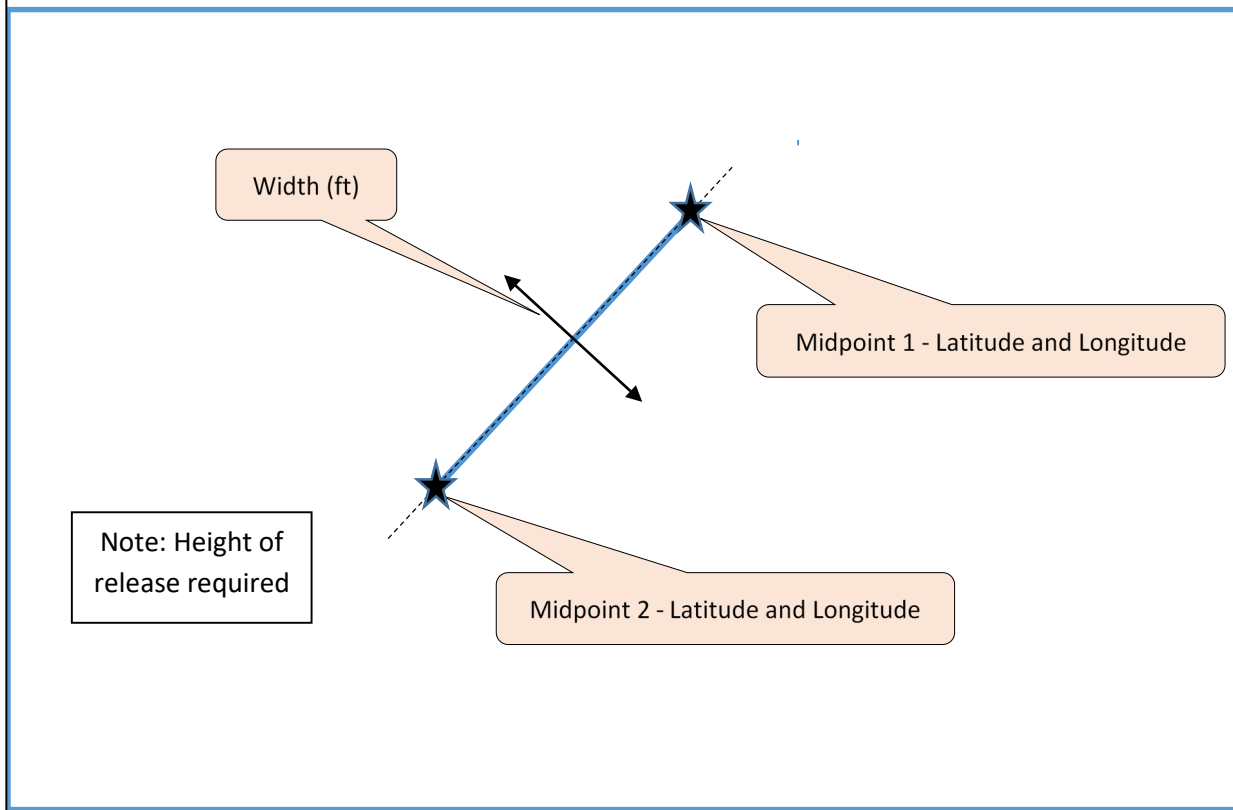 Width (ft)
Midpoint 1 - Latitude and Longitude
Note: Height of
release required
Midpoint 2 - Latitude and Longitude